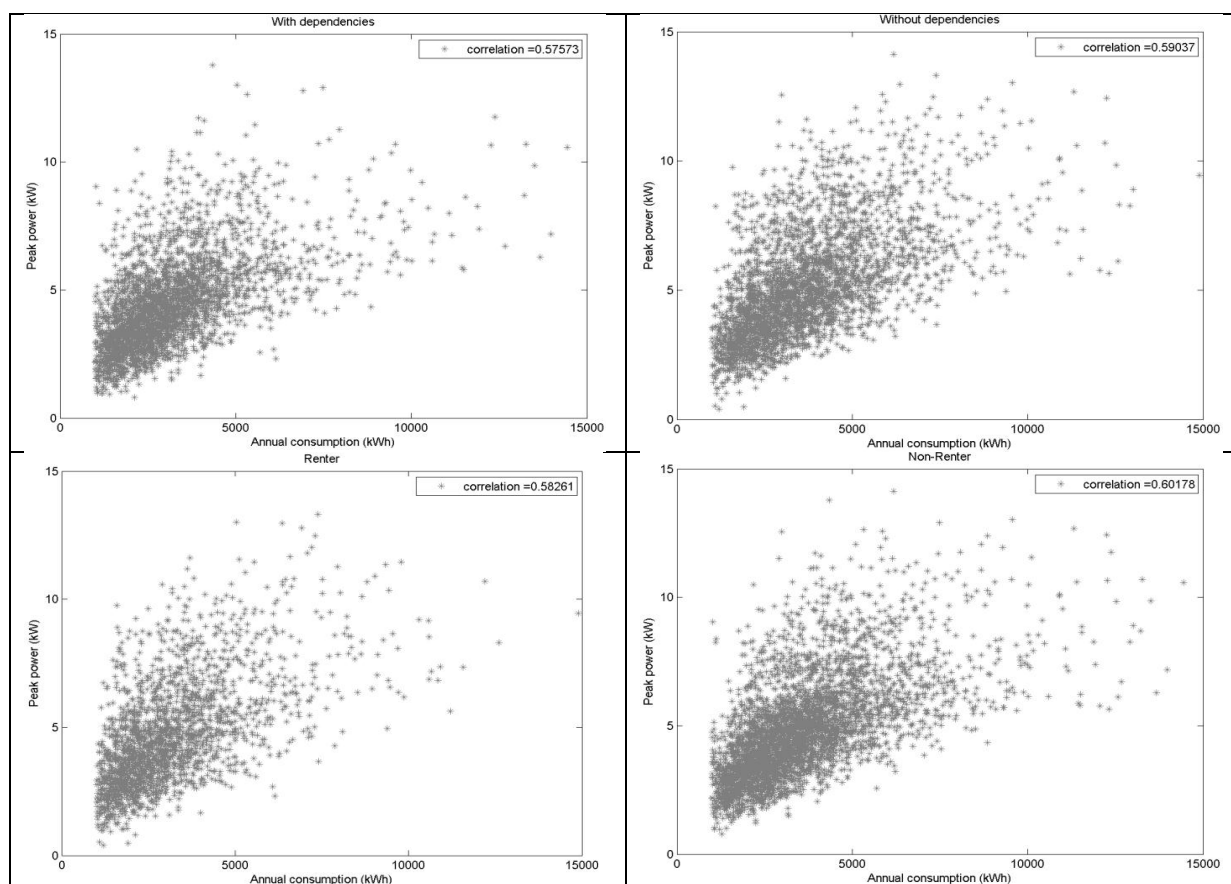 With dependencies
15
correlation =0.57573
10
Peak power (kW)
5
0
0 5000 10000 15000
Annual consumption (kWh)
Without dependencies
15
correlation =0.59037
10
Peak power (kW)
5
0
0 5000 10000 15000
Annual consumption (kWh)
Renter
15
correlation =0.58261
10
Peak power (kW)
5
0
0 5000 10000 15000
Annual consumption (kWh)
Non-Renter
15
correlation =0.60178
10
Peak power (kW)
5
0
0 5000 10000 15000
Annual consumption (kWh)